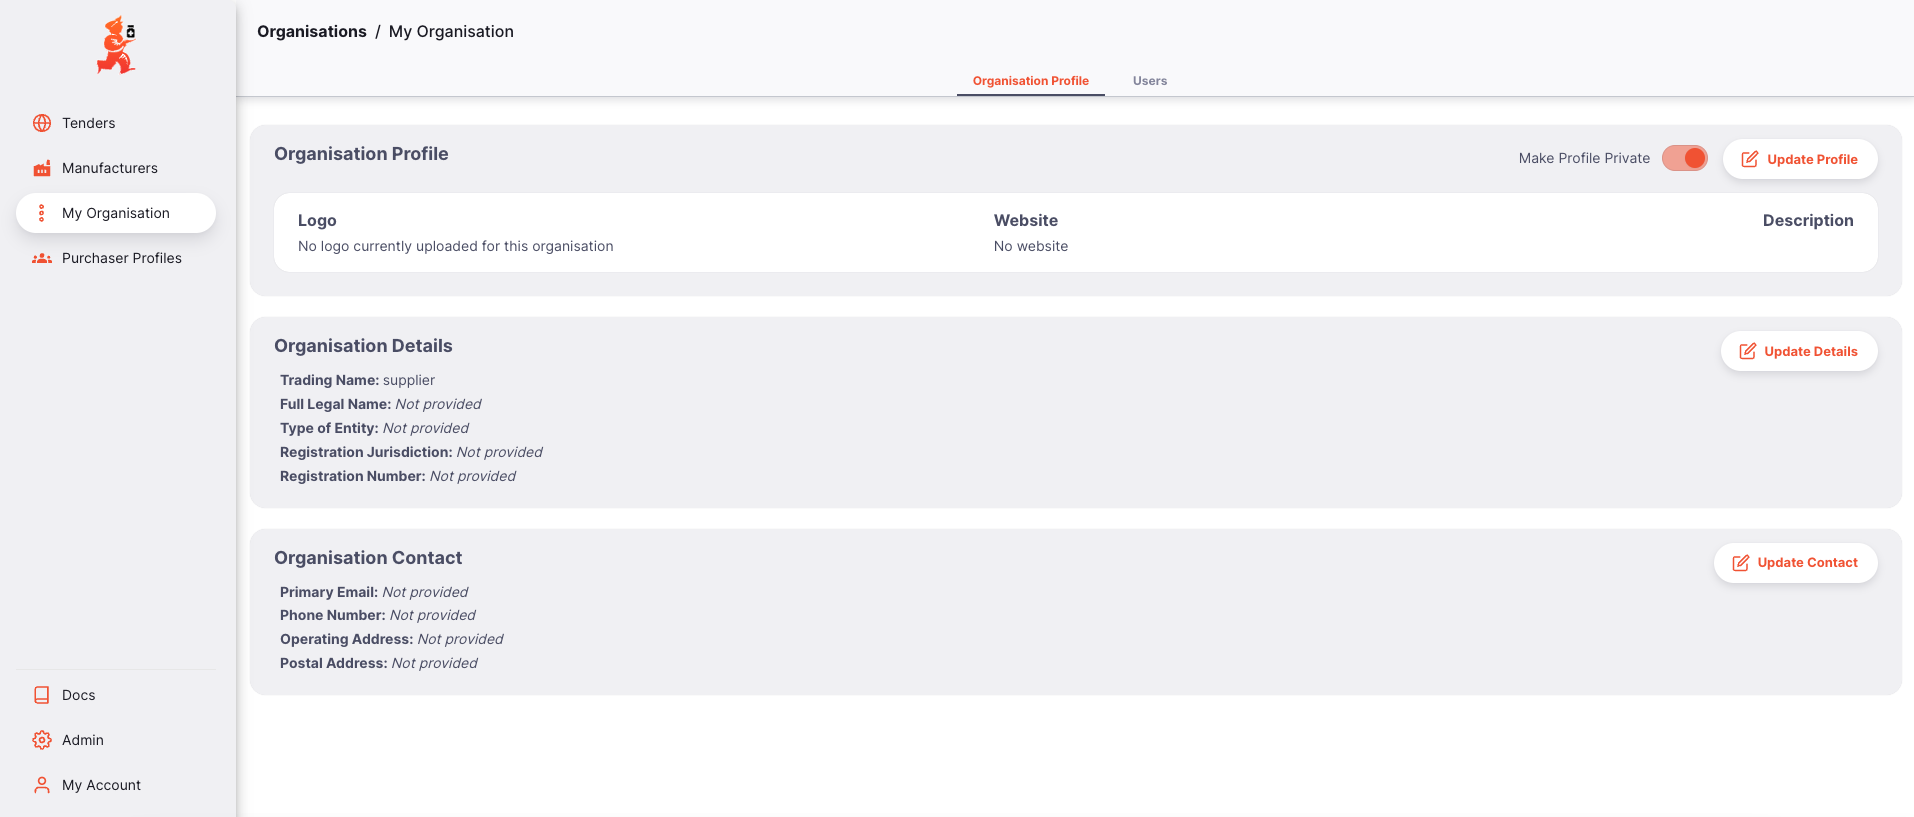 Organisations / My Organisation
Organisation Profile
Users
Tenders
Manufacturers
My Organisation
Purchaser Profiles
Docs
Admin
My Account
Organisation Profile
Make Profile Private
Update Profile
Logo
No logo currently uploaded for this organisation
Website
No website
Description
Organisation Details
Update Details
Trading Name: supplier
Full Legal Name: Not provided
Type of Entity: Not provided
Registration Jurisdiction: Not provided
Registration Number: Not provided
Organisation Contact
Update Contact
Primary Email: Not provided
Phone Number: Not provided
Operating Address: Not provided
Postal Address: Not provided